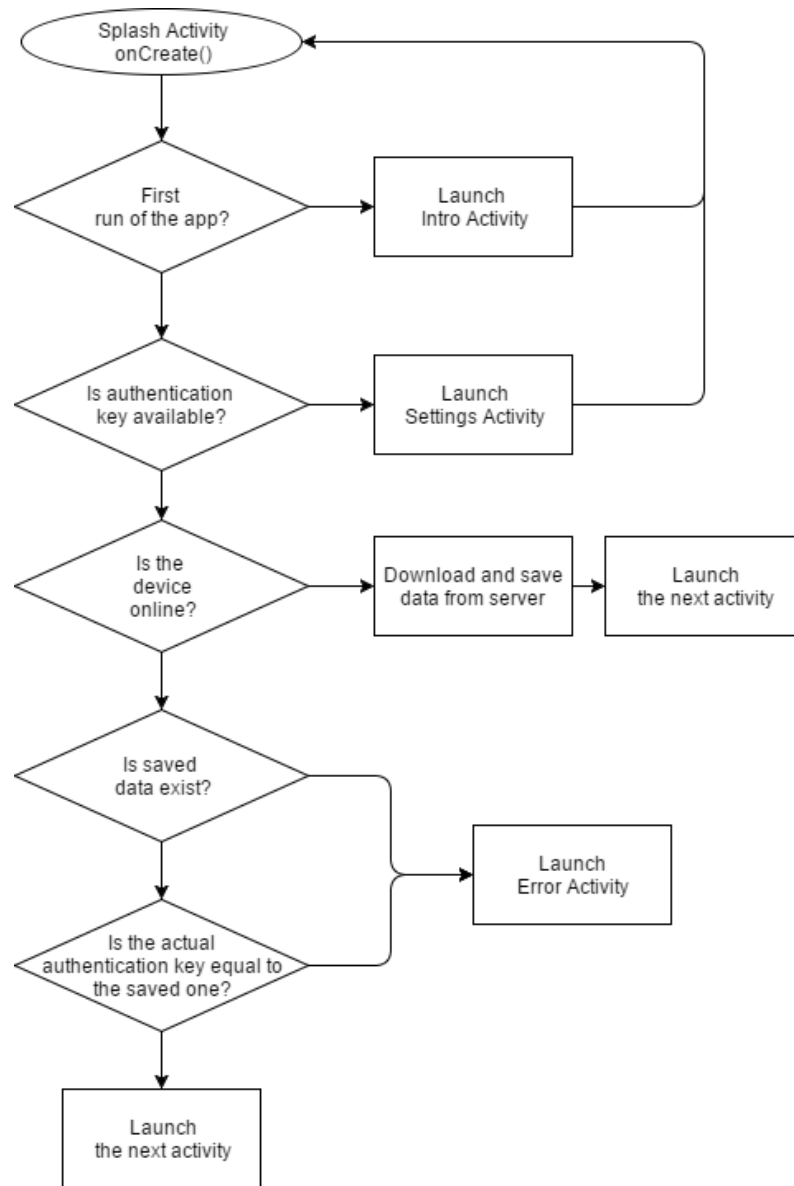 Splash Activity
onCreate()
First
run of the app?
Launch
Intro Activity
Is authentication
key available?
Launch
Settings Activity
Is the
device
online?
Download and save
data from server
Launch
the next activity
Is saved
data exist?
Launch
Error Activity
Is the actual
authentication key equal to
the saved one?
Launch
the next activity